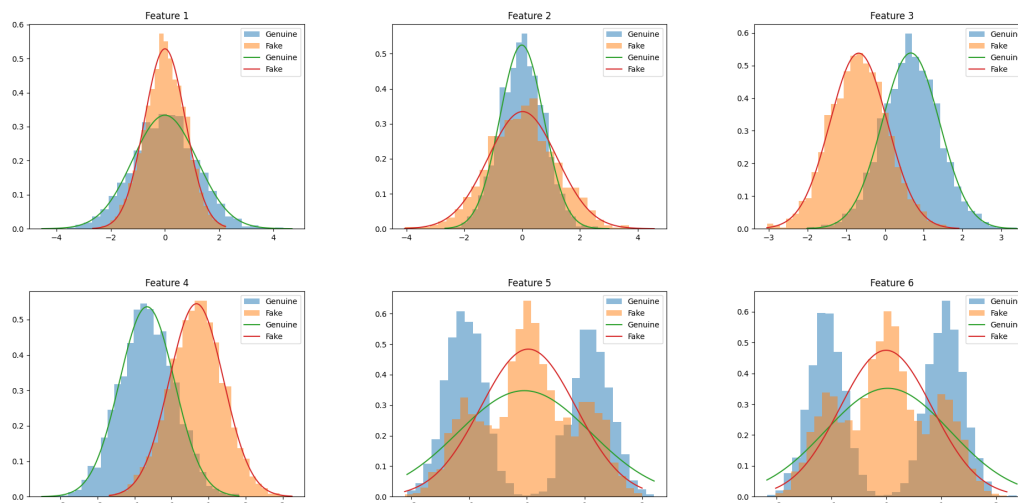 Feature 1
0.6
0.5
0.4
0.3
0.2
0.1
0.0
−4
−2
0
2
4
Genuine
Fake
Genuine
Fake
Feature 2
0.5
0.4
0.3
0.2
0.1
0.0
−4
−2
0
2
4
Genuine
Fake
Genuine
Fake
Feature 3
0.6
0.5
0.4
0.3
0.2
0.1
0.0
−3
−2
−1
0
1
2
3
Genuine
Fake
Genuine
Fake
Feature 4
0.5
0.4
0.3
0.2
0.1
0.0
Genuine
Fake
Genuine
Fake
Feature 5
0.6
0.5
0.4
0.3
0.2
0.1
0.0
Genuine
Fake
Genuine
Fake
Feature 6
0.6
0.5
0.4
0.3
0.2
0.1
0.0
Genuine
Fake
Genuine
Fake